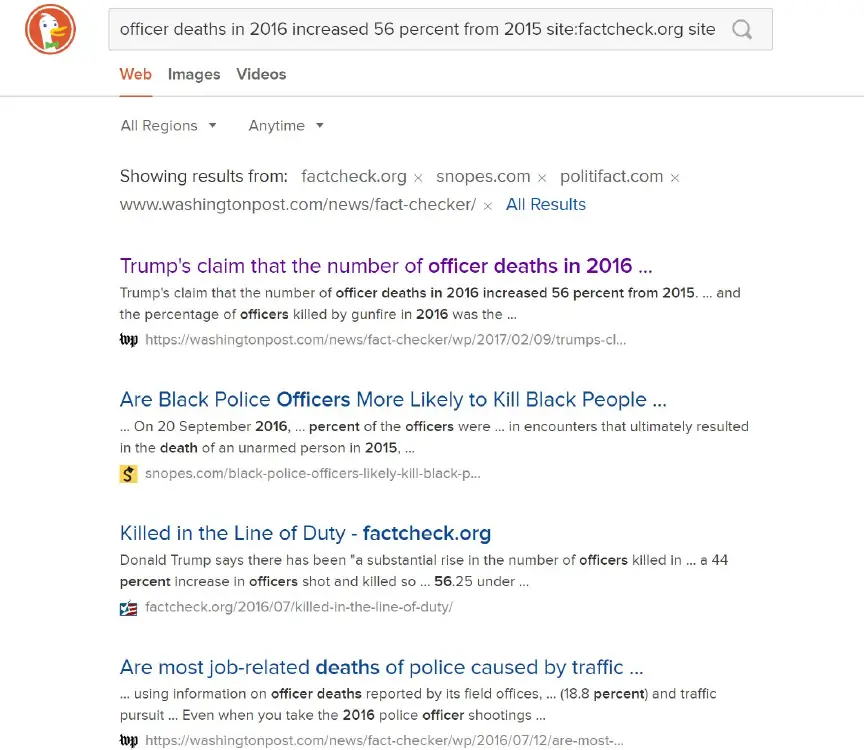 officer deaths in 2016 increased 56 percent from 2015 site:factcheck.org site
Web Images Videos
All Regions Anytime
Showing results from: factcheck.org × snopes.com × politifact.com ×
www.washingtonpost.com/news/fact-checker/ × All Results
Trump's claim that the number of officer deaths in 2016 ...
Trump's claim that the number of officer deaths in 2016 increased 56 percent from 2015. ... and
the percentage of officers killed by gunfire in 2016 was the ...
wp https://washingtonpost.com/news/fact-checker/wp/2017/02/09/trumps-cl...
Are Black Police Officers More Likely to Kill Black People ...
... On 20 September 2016, ... percent of the officers were ... in encounters that ultimately resulted
in the death of an unarmed person in 2015, ...
S snopes.com/black-police-officers-likely-kill-black-p...
Killed in the Line of Duty - factcheck.org
Donald Trump says there has been "a substantial rise in the number of officers killed in ... a 44
percent increase in officers shot and killed so ... 56.25 under ...
factcheck.org/2016/07/killed-in-the-line-of-duty/
Are most job-related deaths of police caused by traffic ...
... using information on officer deaths reported by its field offices, ... (18.8 percent) and traffic
pursuit ... Even when you take the 2016 police officer shootings ...
wp https://washingtonpost.com/news/fact-checker/wp/2016/07/12/are-most-...